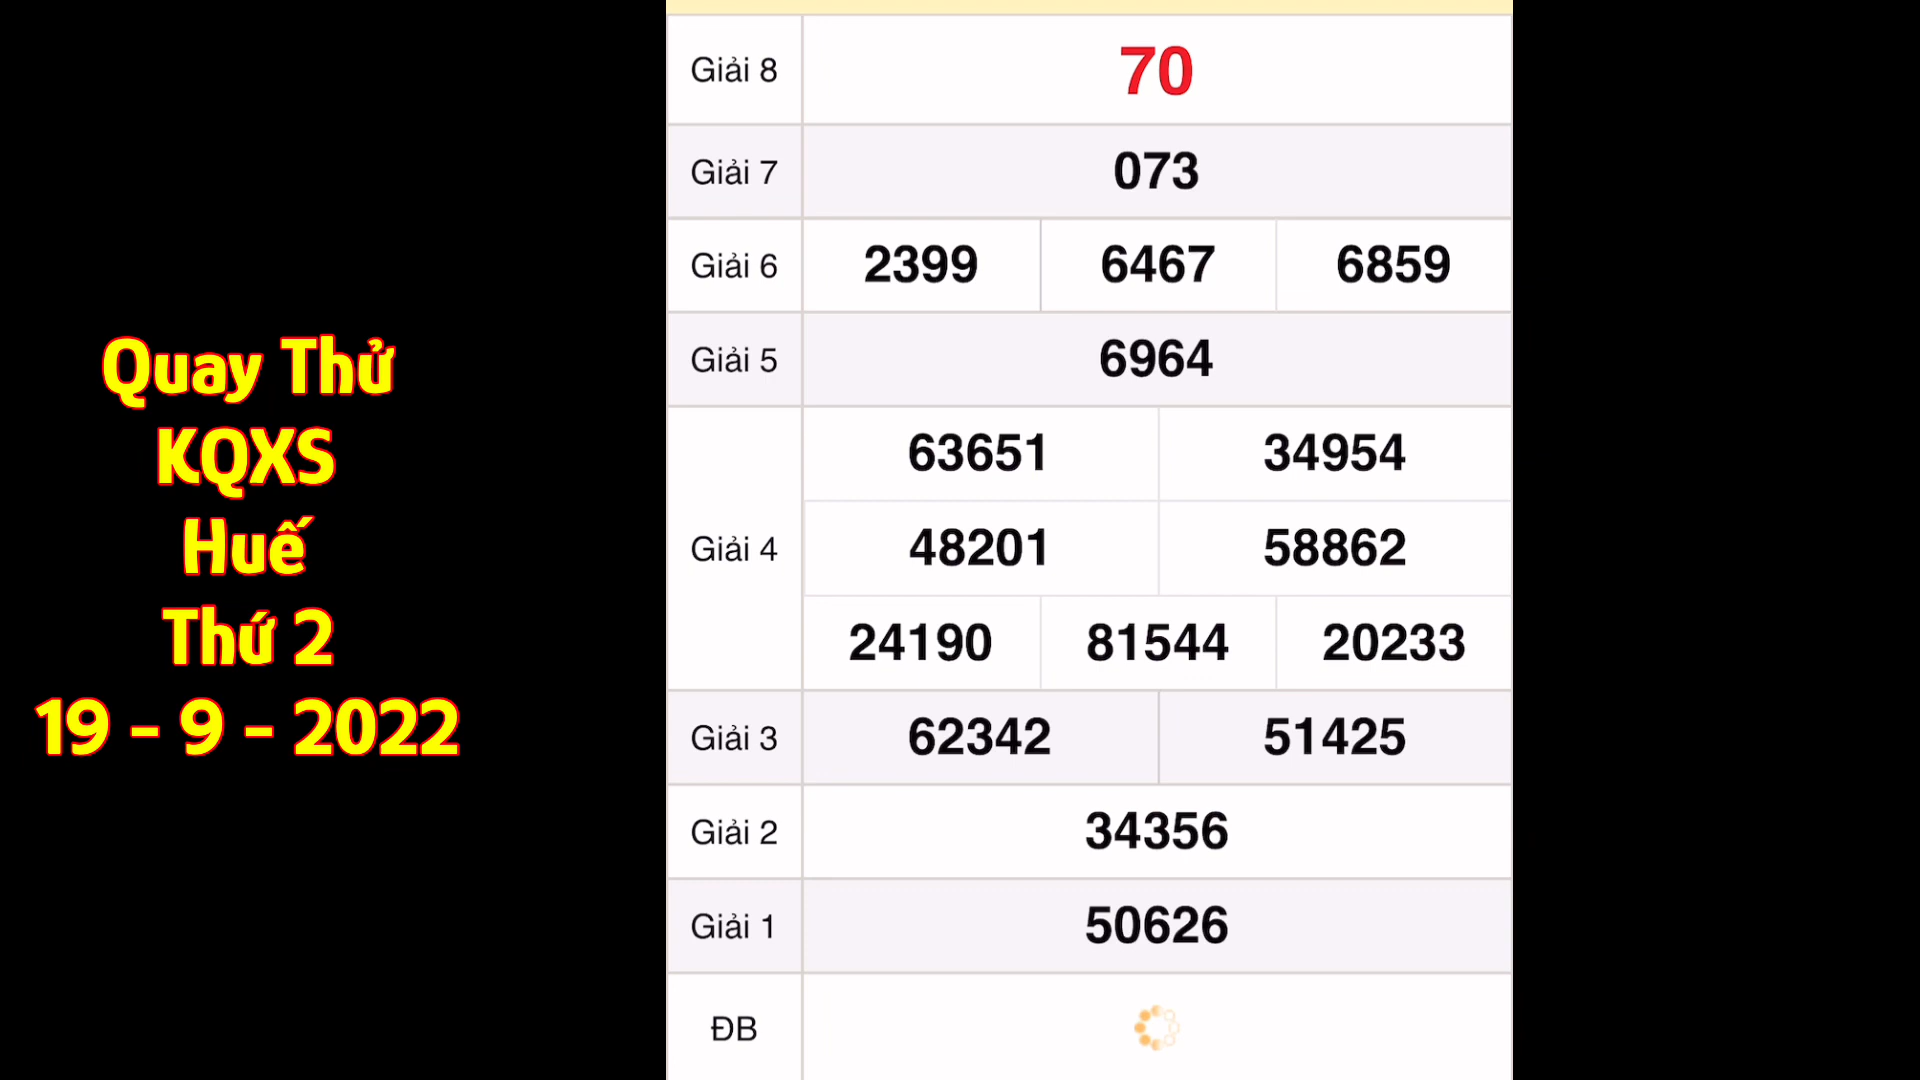 Quay Thử
KQXS
Huế
Thứ 2
19 - 9 - 2022
Giải 8 70
Giải 7 073
Giải 6 2399 6467 6859
Giải 5 6964
Giải 4
63651 34954
48201 58862
24190 81544 20233
Giải 3 62342 51425
Giải 2 34356
Giải 1 50626
ĐB